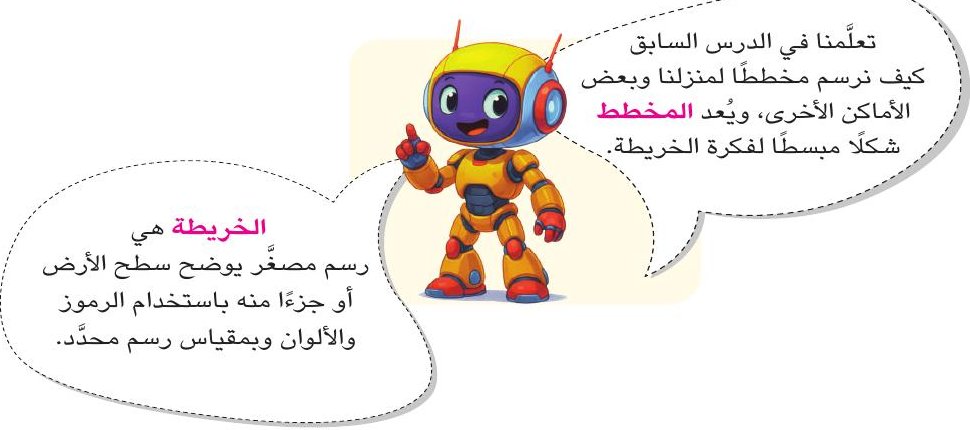 تعلَّمنا في الدرس السابق
كيف نرسم مخططًا لمنزلنا وبعض
الأماكن الأخرى، ويُعد المخطط
شكلًا مبسطًا لفكرة الخريطة.
الخريطة هي
رسم مصغَّر يوضح سطح الأرض
أو جزءًا منه باستخدام الرموز
والألوان وبمقياس رسم محدَّد.